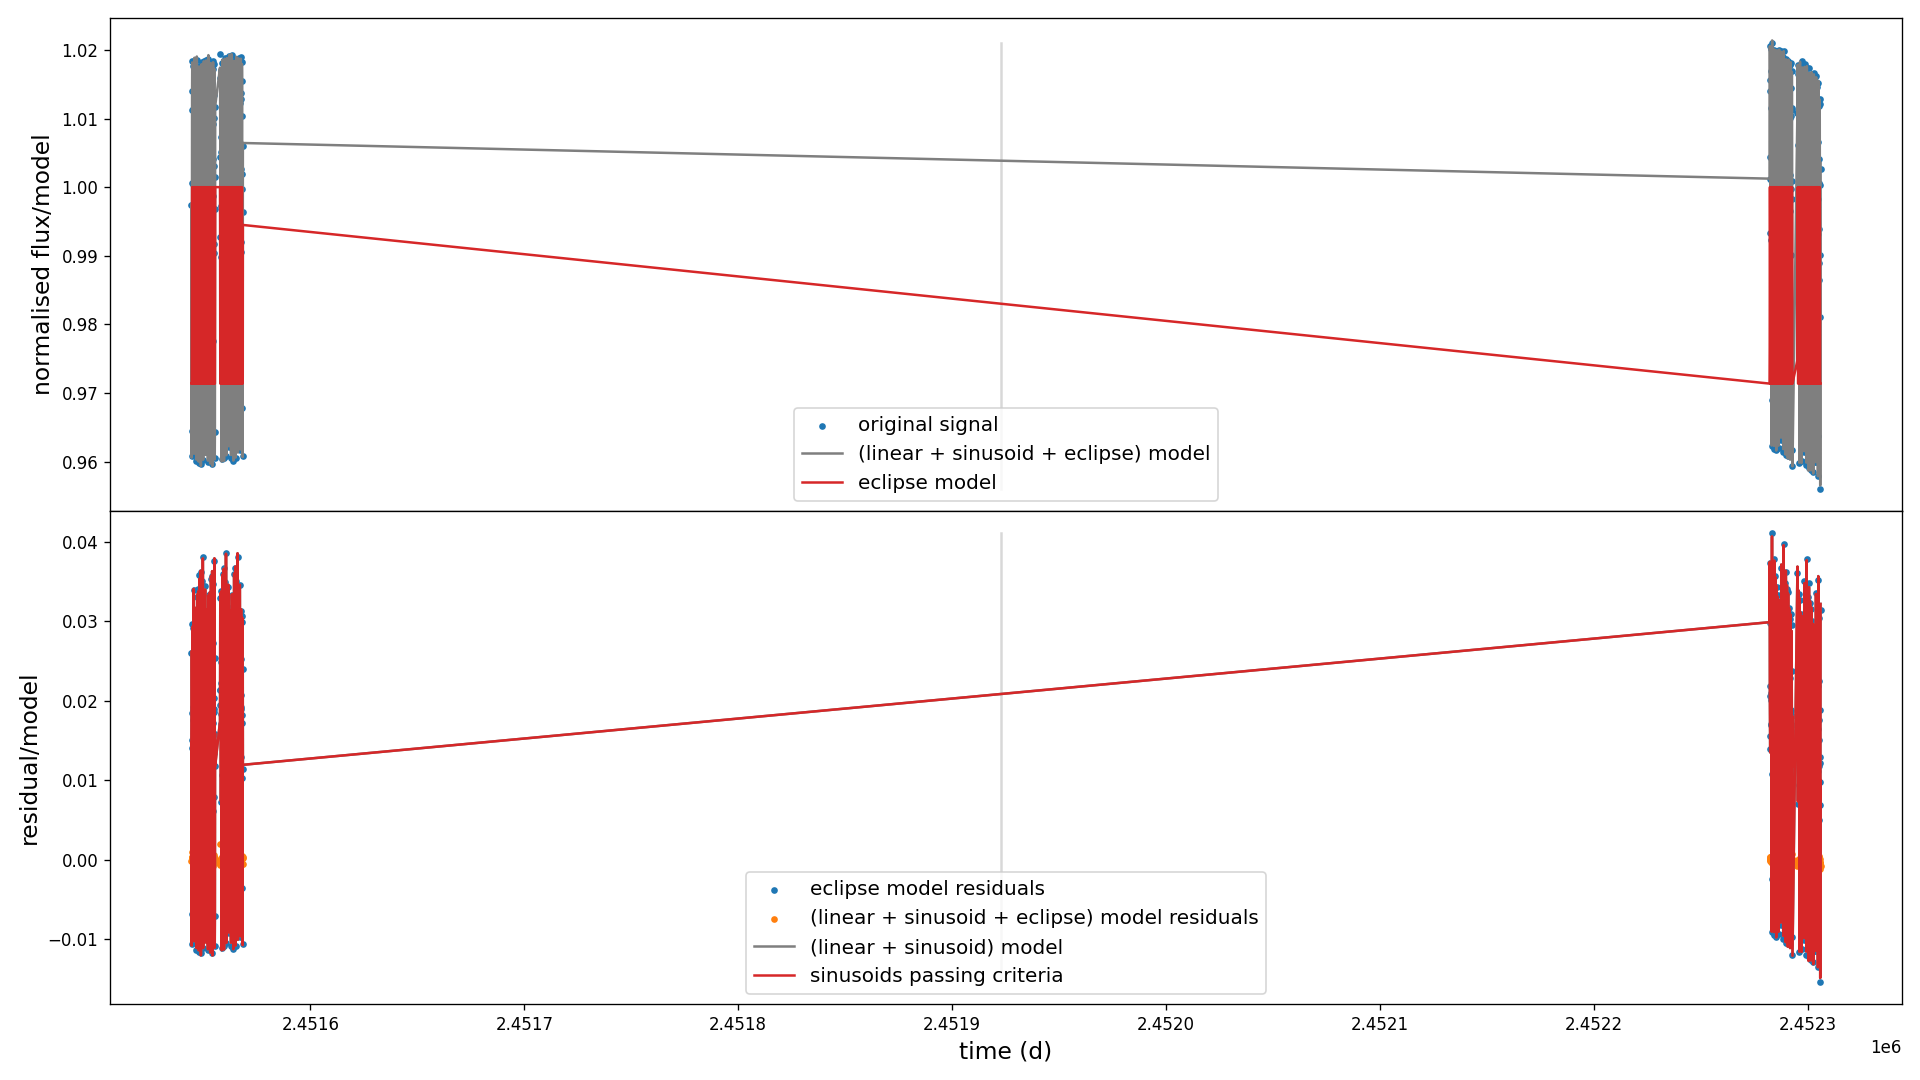 1.02
1.01
1.00
0.99
0.98
0.97
0.96
normalised flux/model
original signal
(linear + sinusoid + eclipse) model
eclipse model
0.04
0.03
0.02
0.01
0.00
−0.01
residual/model
eclipse model residuals
(linear + sinusoid + eclipse) model residuals
(linear + sinusoid) model
sinusoids passing criteria
2.4516 2.4517 2.4518 2.4519 2.4520 2.4521 2.4522 2.4523
1e6
time (d)